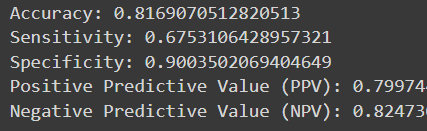 Accuracy: 0.8169070512820513
Sensitivity: 0.6753106428957321
Specificity: 0.9003502069404649
Positive Predictive Value (PPV): 0.799974
Negative Predictive Value (NPV): 0.82473